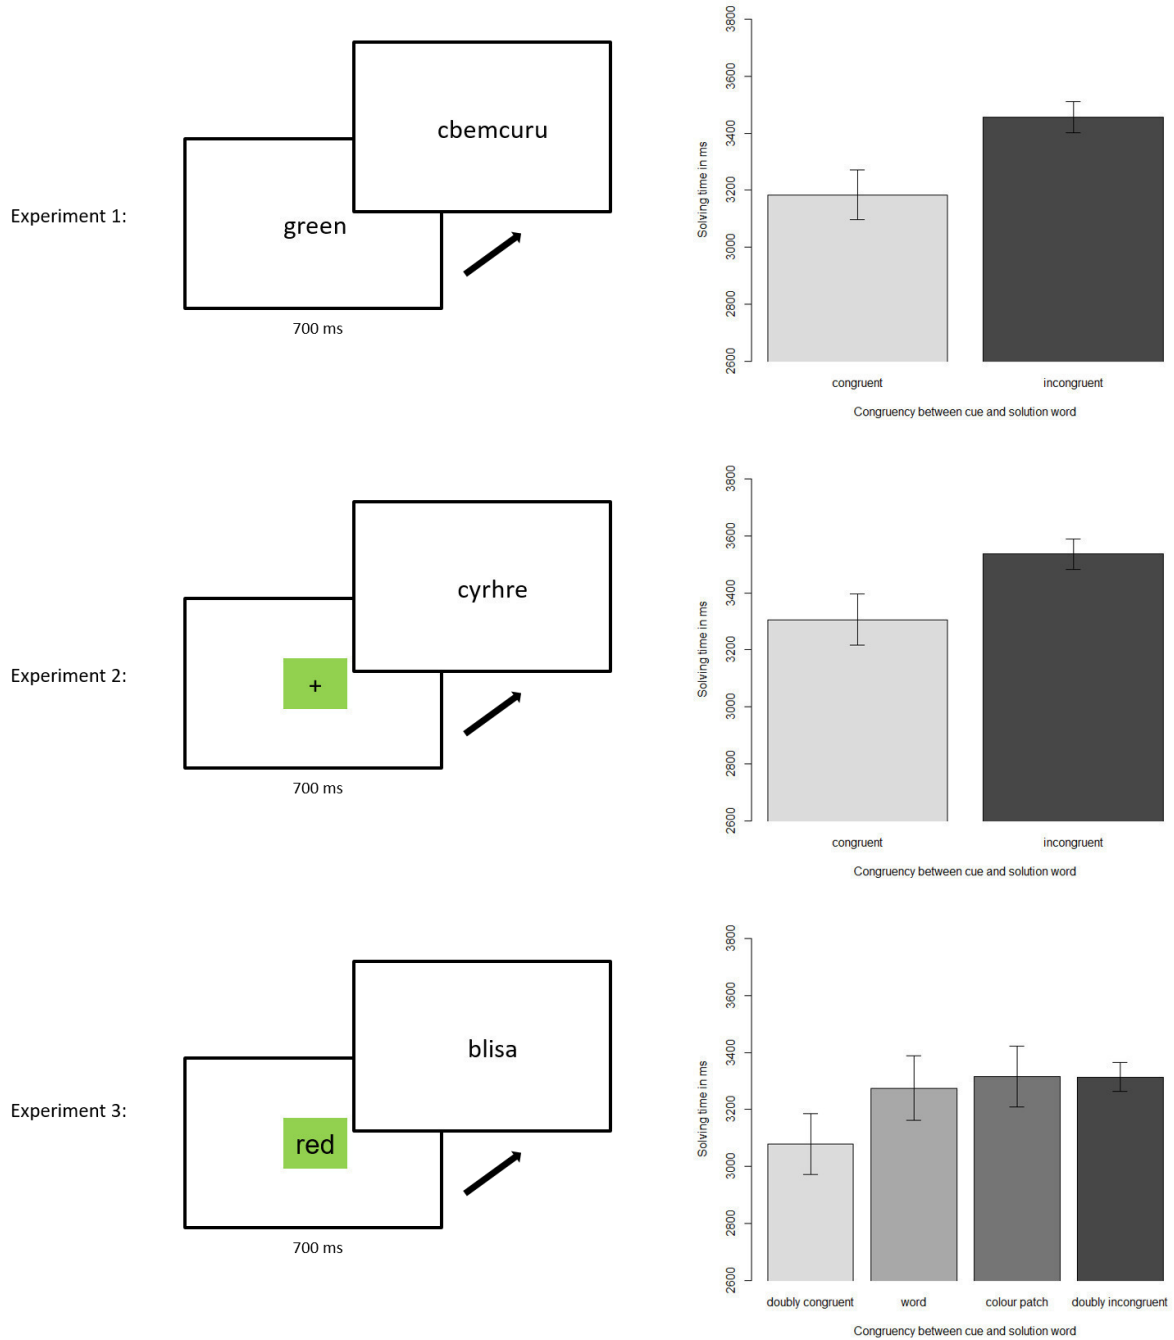 Experiment 1:
green
700 ms
cbemcuru
3800
3600
3400
3200
3000
2800
2600
Solving time in ms
congruent
incongruent
Congruency between cue and solution word
Experiment 2:
+
700 ms
cyrhre
3800
3600
3400
3200
3000
2800
2600
Solving time in ms
congruent
incongruent
Congruency between cue and solution word
Experiment 3:
red
700 ms
blisa
3800
3600
3400
3200
3000
2800
2600
Solving time in ms
doubly congruent
word
colour patch
doubly incongruent
Congruency between cue and solution word